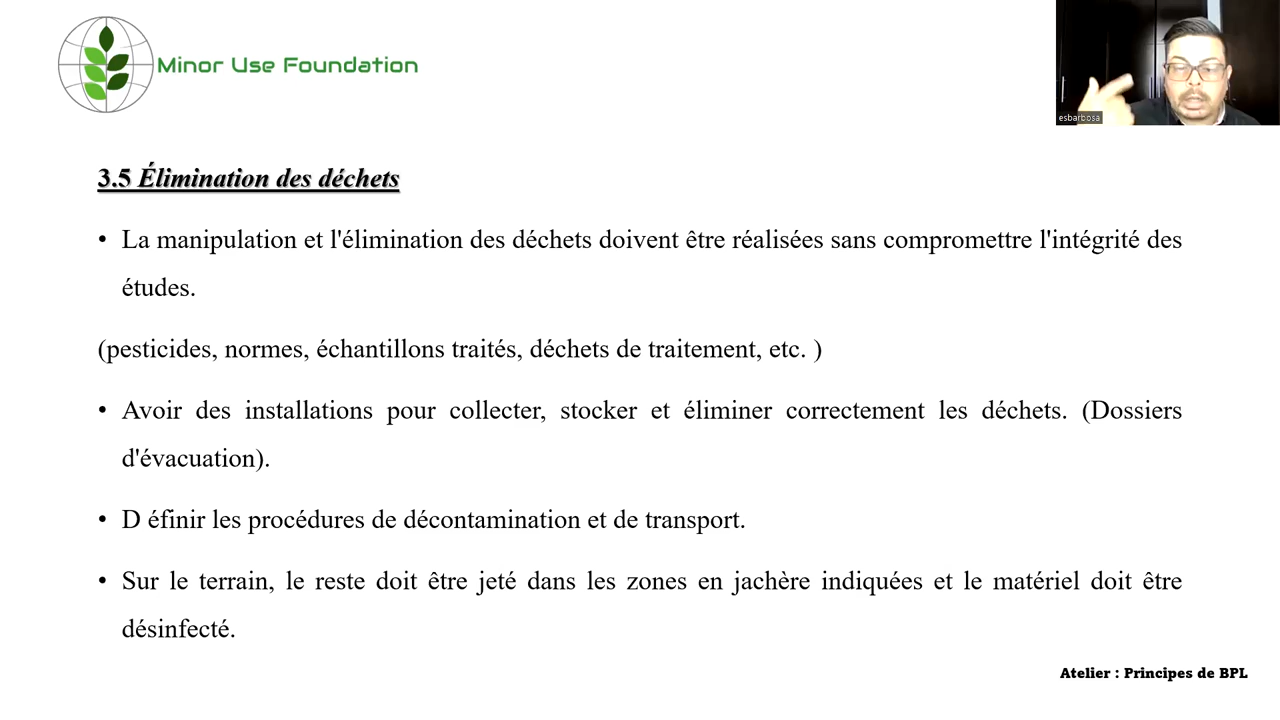 Minor Use Foundation
esbarbosa
3.5 Élimination des déchets
• La manipulation et l'élimination des déchets doivent être réalisées sans compromettre l'intégrité des
études.
(pesticides, normes, échantillons traités, déchets de traitement, etc. )
• Avoir des installations pour collecter, stocker et éliminer correctement les déchets. (Dossiers
d'évacuation).
• D éfinir les procédures de décontamination et de transport.
• Sur le terrain, le reste doit être jeté dans les zones en jachère indiquées et le matériel doit être
désinfecté.
Atelier : Principes de BPL